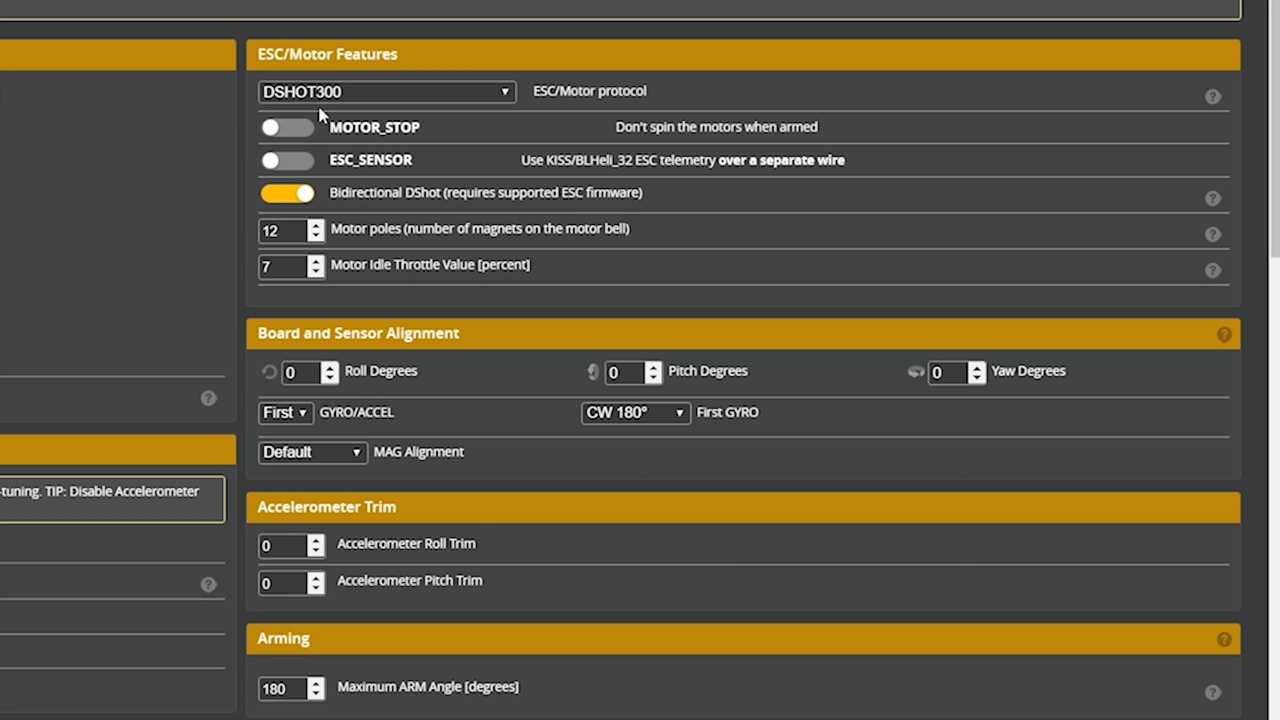 ESC/Motor Features
DSHOT300 ESC/Motor protocol
MOTOR_STOP Don't spin the motors when armed
ESC_SENSOR Use KISS/BLHeli_32 ESC telemetry over a separate wire
Bidirectional DShot (requires supported ESC firmware)
12 Motor poles (number of magnets on the motor bell)
7 Motor Idle Throttle Value [percent]
Board and Sensor Alignment
0 Roll Degrees 0 Pitch Degrees 0 Yaw Degrees
First GYRO/ACCEL CW 180° First GYRO
Default MAG Alignment
-tuning. TIP: Disable Accelerometer
Accelerometer Trim
0 Accelerometer Roll Trim
0 Accelerometer Pitch Trim
Arming
180 Maximum ARM Angle [degrees]